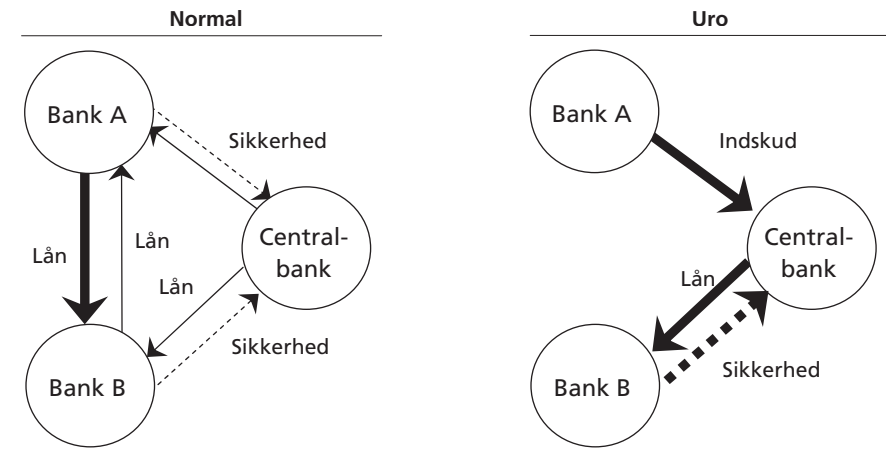 Normal
Bank A
Sikkerhed
Lån
Lån
Central-
bank
Lån
Sikkerhed
Bank B
Uro
Bank A
Indskud
Central-
bank
Lån
Sikkerhed
Bank B